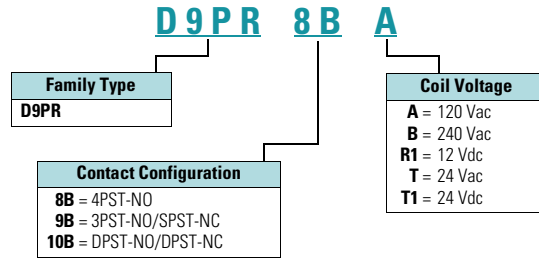 D9PR 8B A
Family Type
D9PR
Contact Configuration
8B = 4PST-NO
9B = 3PST-NO/SPST-NC
10B = DPST-NO/DPST-NC
Coil Voltage
A = 120 Vac
B = 240 Vac
R1 = 12 Vdc
T = 24 Vac
T1 = 24 Vdc